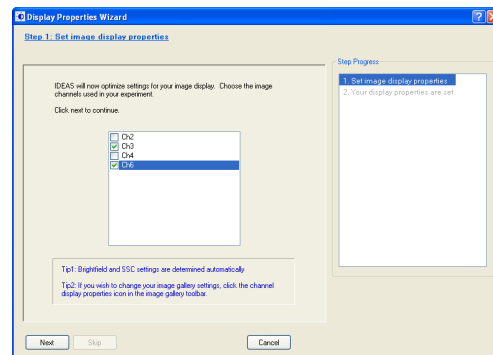 Display Properties Wizard
Step 1: Set image display properties
Step Progress
1. Set image display properties
2. Your display properties are set
IDEAS will now optimize settings for your image display. Choose the image
channels used in your experiment.
Click next to continue.
Ch2
Ch3
Ch4
Ch6
Tip1: Brightfield and SSC settings are determined automatically
Tip2: If you wish to change your image gallery settings, click the channel
display properties icon in the image gallery toolbar.
Next
Skip
Cancel